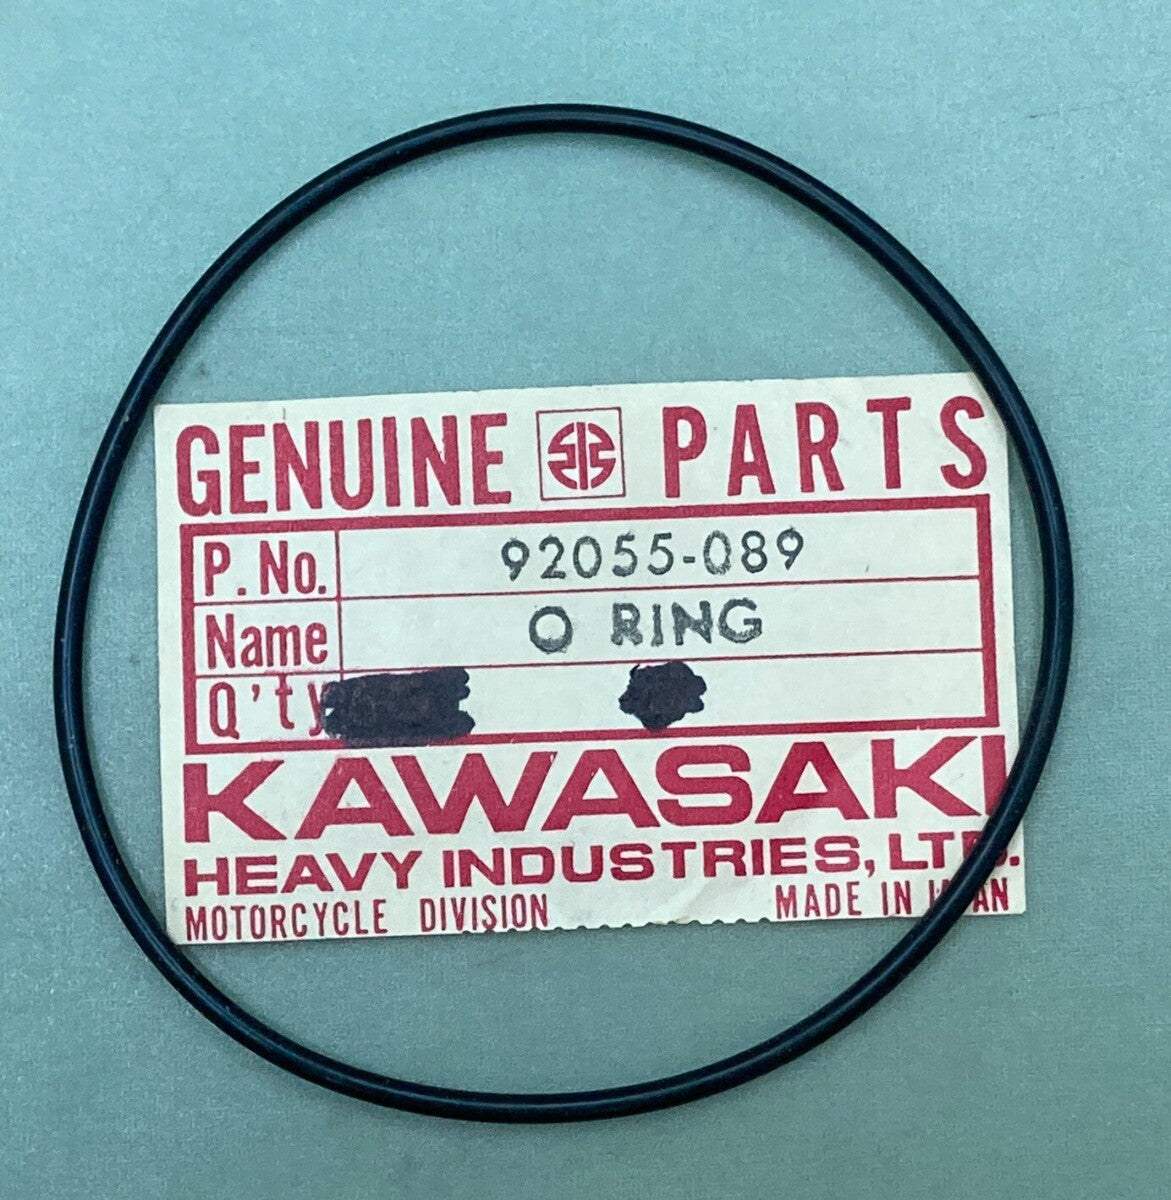 GENUINE PARTS
P. No. 92055-089
Name O RING
Q'ty
KAWASAKI
HEAVY INDUSTRIES, LTD.
MOTORCYCLE DIVISION MADE IN JAPAN